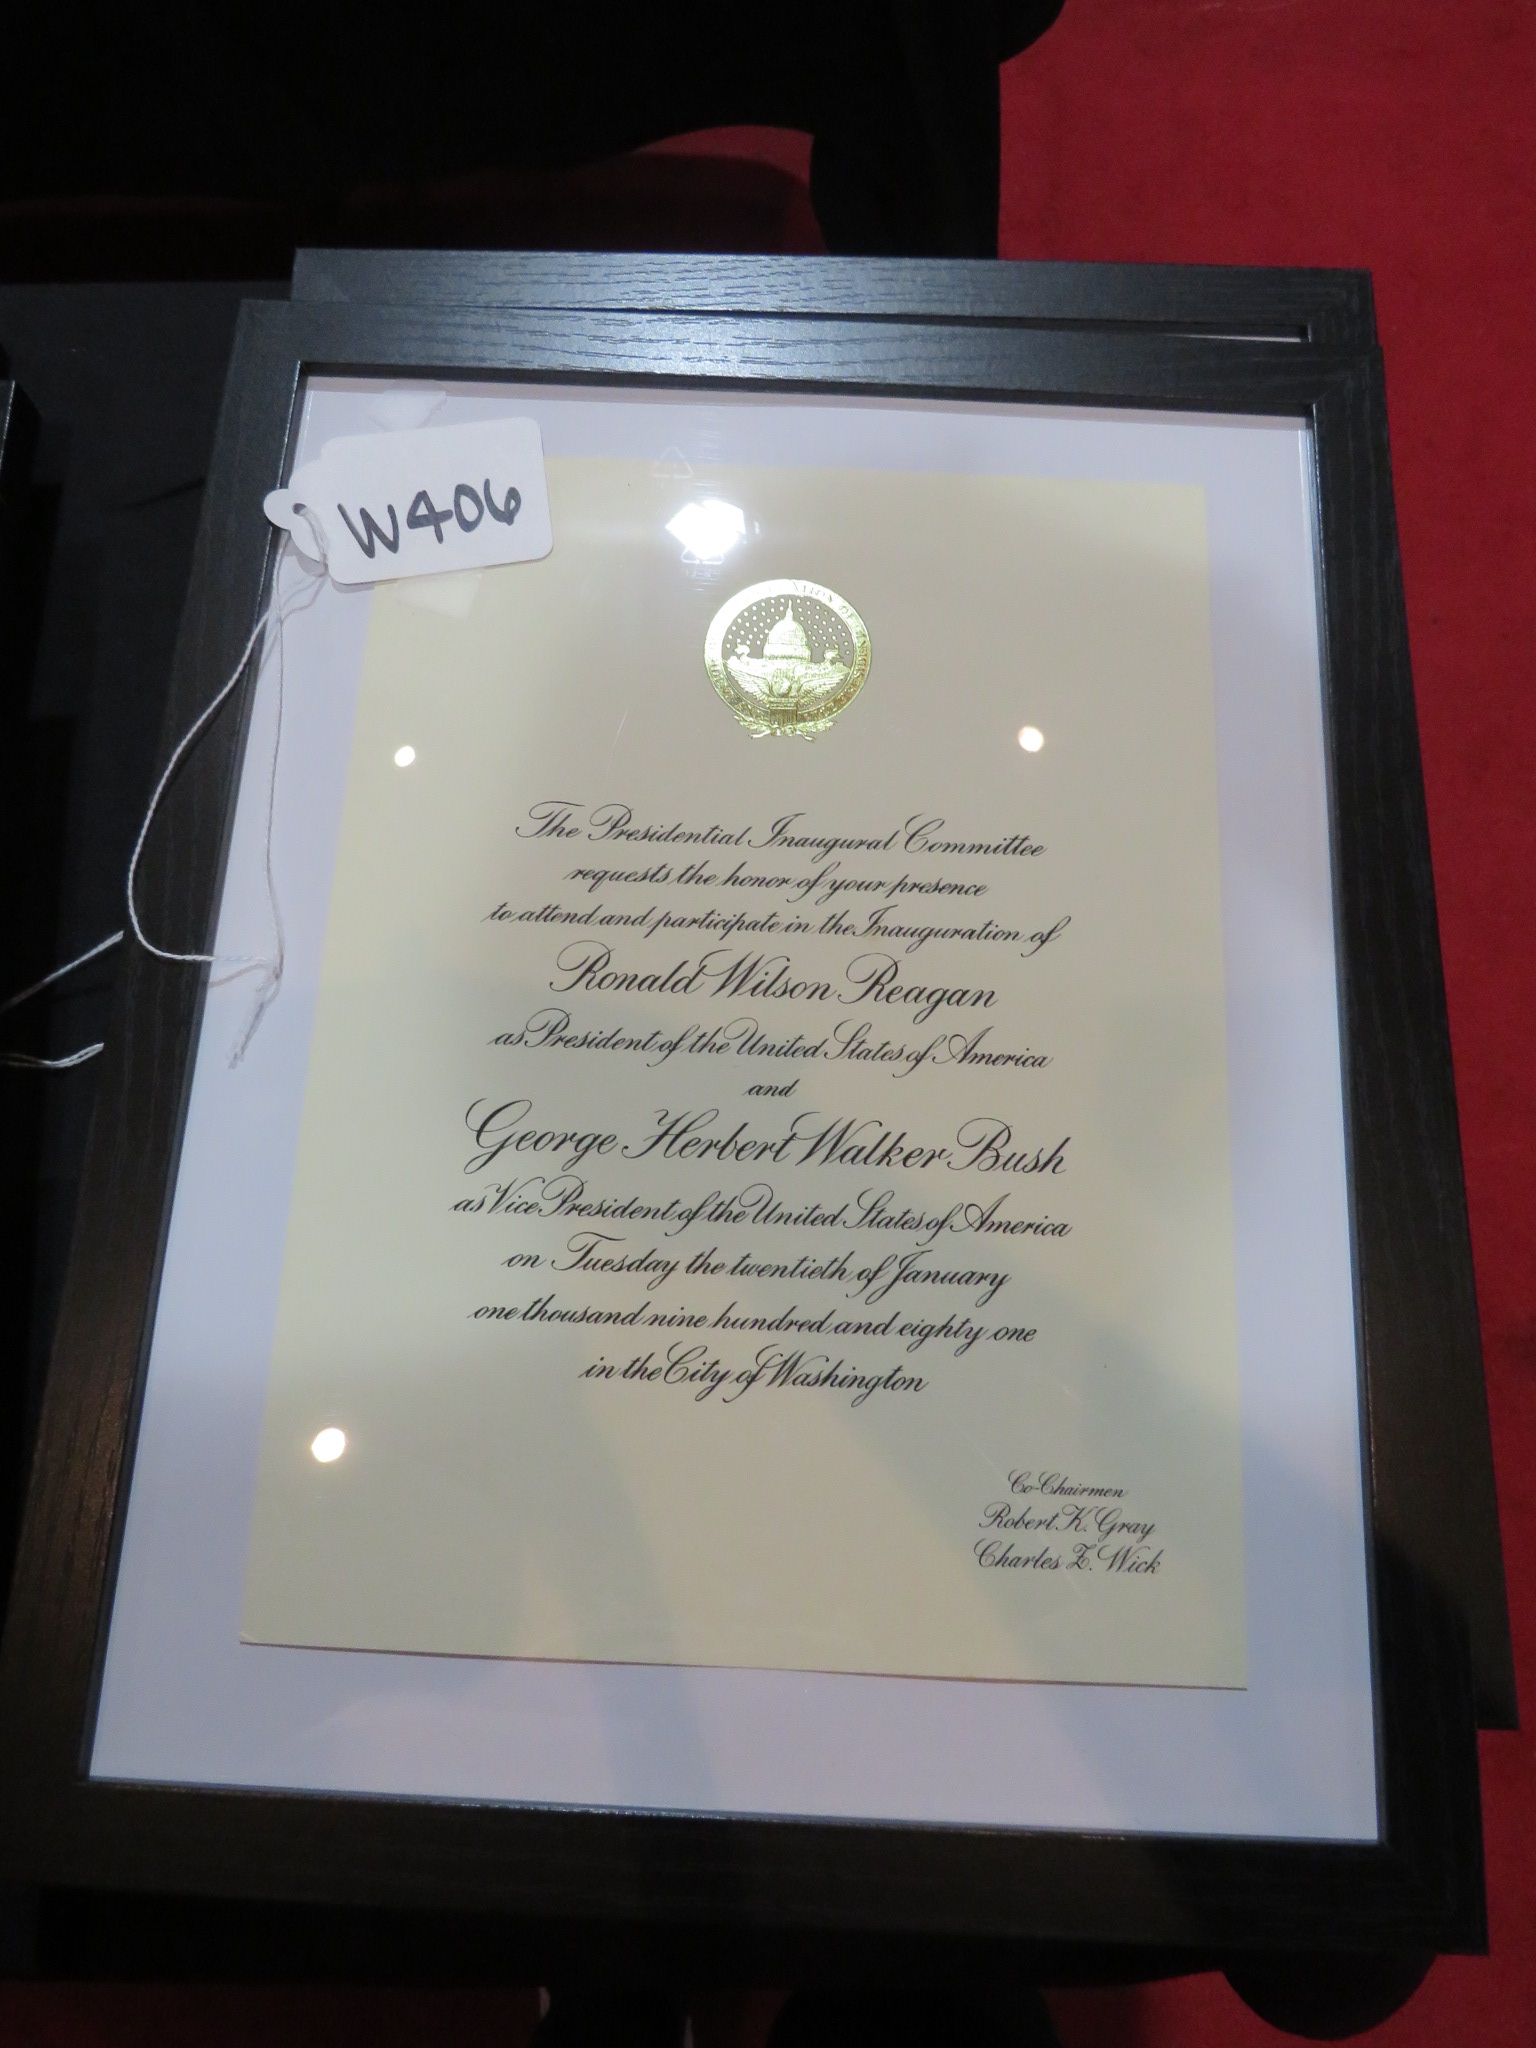 W406
The Presidential Inaugural Committee
requests the honor of your presence
to attend and participate in the Inauguration of
Ronald Wilson Reagan
as President of the United States of America
and
George Herbert Walker Bush
as Vice President of the United States of America
on Tuesday the twentieth of January
one thousand nine hundred and eighty one
in the City of Washington
Co-Chairmen
Robert K. Gray
Charles Z. Wick